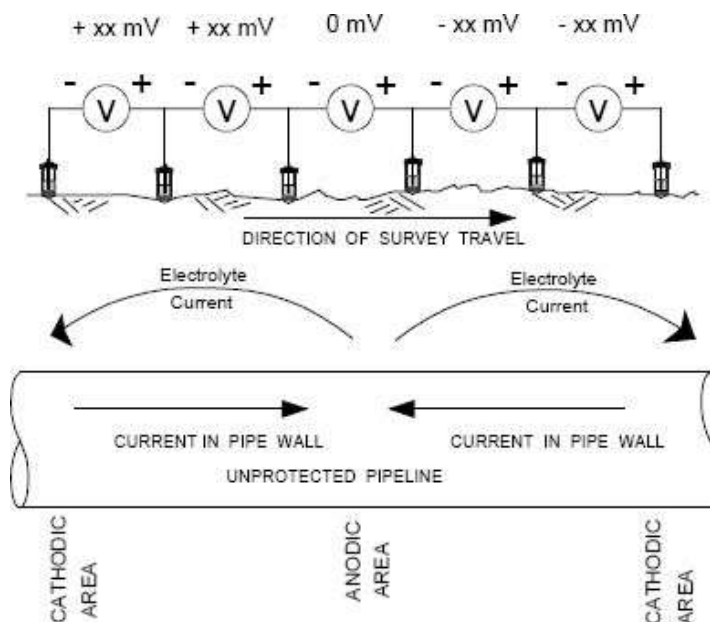 + xx mV + xx mV 0 mV - xx mV - xx mV
- + - + - + - + - +
V V V V V
DIRECTION OF SURVEY TRAVEL
Electrolyte Current
Electrolyte Current
CURRENT IN PIPE WALL CURRENT IN PIPE WALL
UNPROTECTED PIPELINE
CATHODIC AREA
ANODIC AREA
CATHODIC AREA